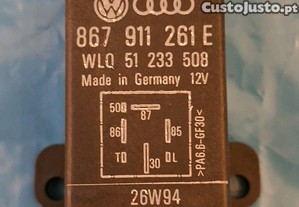 CustoJusto.pt
867 911 261 E
WLQ 51 233 508
Made in Germany 12V
50
87
86
85
TD
DL
30
>PA6.6-GF30<
26W94